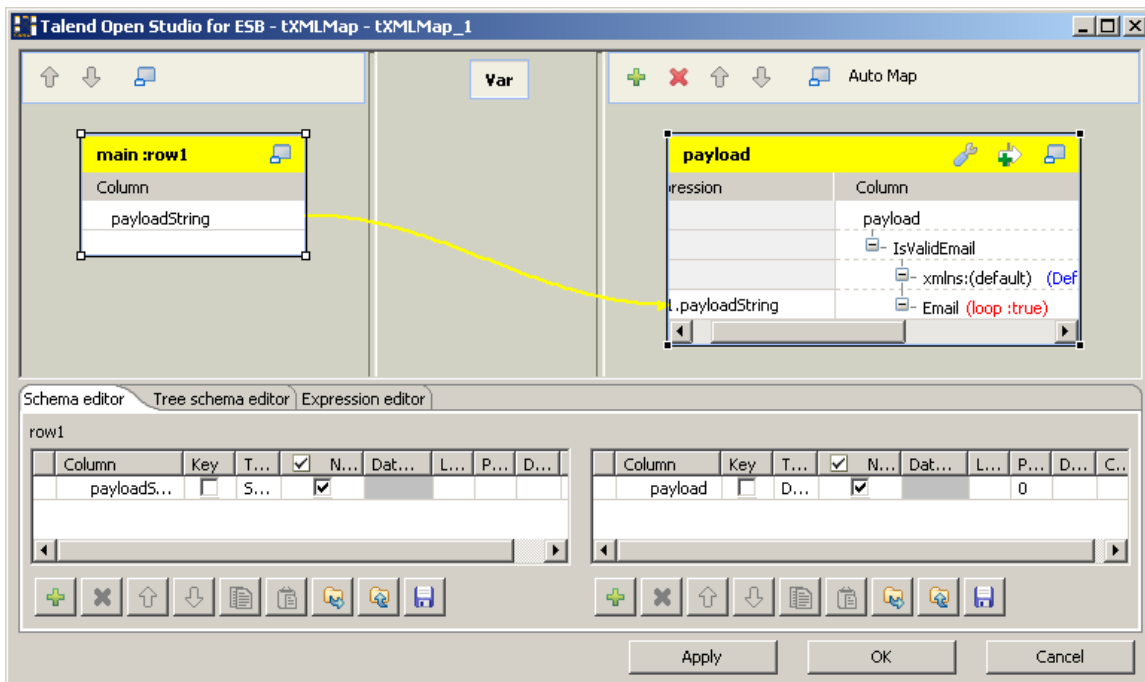 Talend Open Studio for ESB - tXMLMap - tXMLMap_1
Var
Auto Map
main :row1
Column
payloadString
payload
ression
Column
payload
IsValidEmail
xmlns:(default) (Def
1.payloadString
Email (loop :true)
Schema editor Tree schema editor Expression editor
row1
Column Key T... N... Dat... L... P... D...
payloadS... S...
Column Key T... N... Dat... L... P... D... C..
payload D... 0
Apply OK Cancel